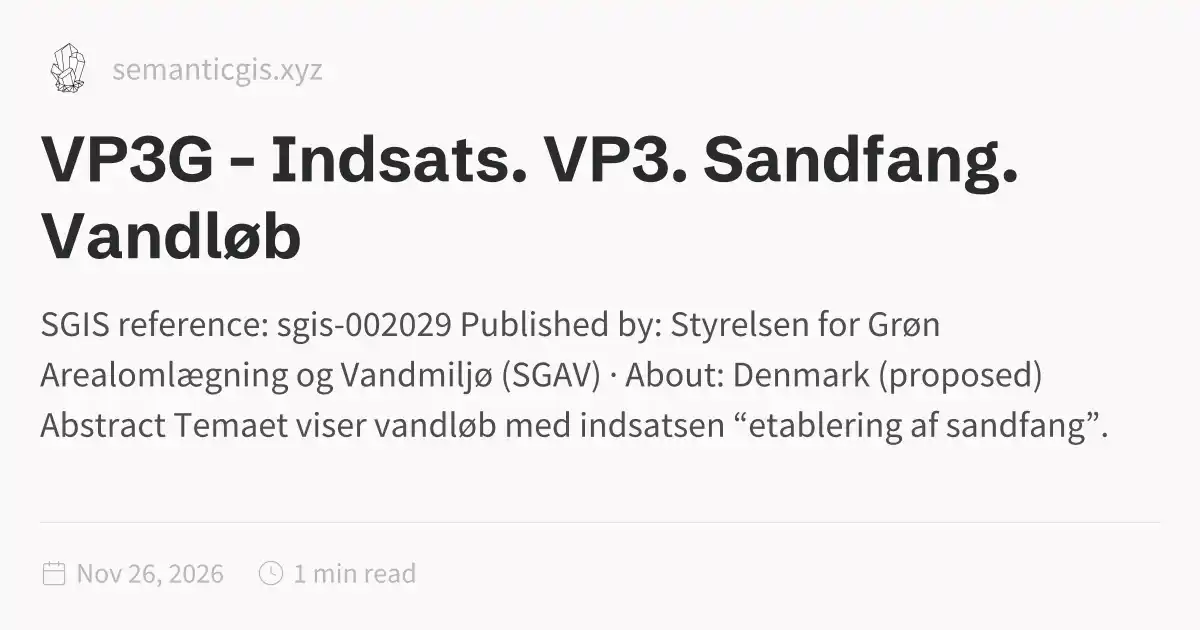 semanticgis.xyz
VP3G - Indsats. VP3. Sandfang.
Vandløb
SGIS reference: sgis-002029 Published by: Styrelsen for Grøn
Arealomlægning og Vandmiljø (SGAV) · About: Denmark (proposed)
Abstract Temaet viser vandløb med indsatsen “etablering af sandfang”.
Nov 26, 2026 1 min read